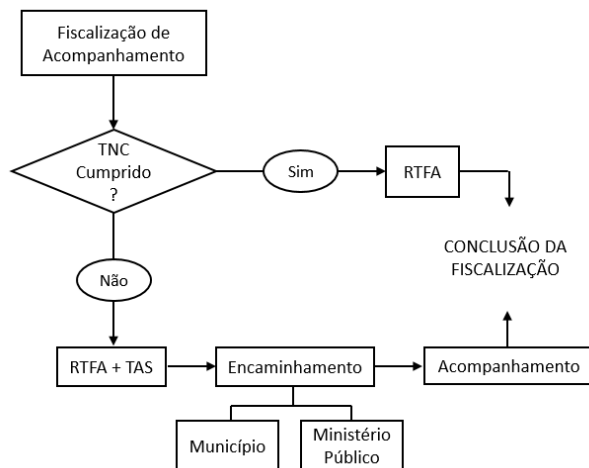 Fiscalização de
Acompanhamento
TNC
Cumprido
?
Sim
RTFA
CONCLUSÃO DA
FISCALIZAÇÃO
Não
RTFA + TAS
Encaminhamento
Acompanhamento
Município
Ministério
Público